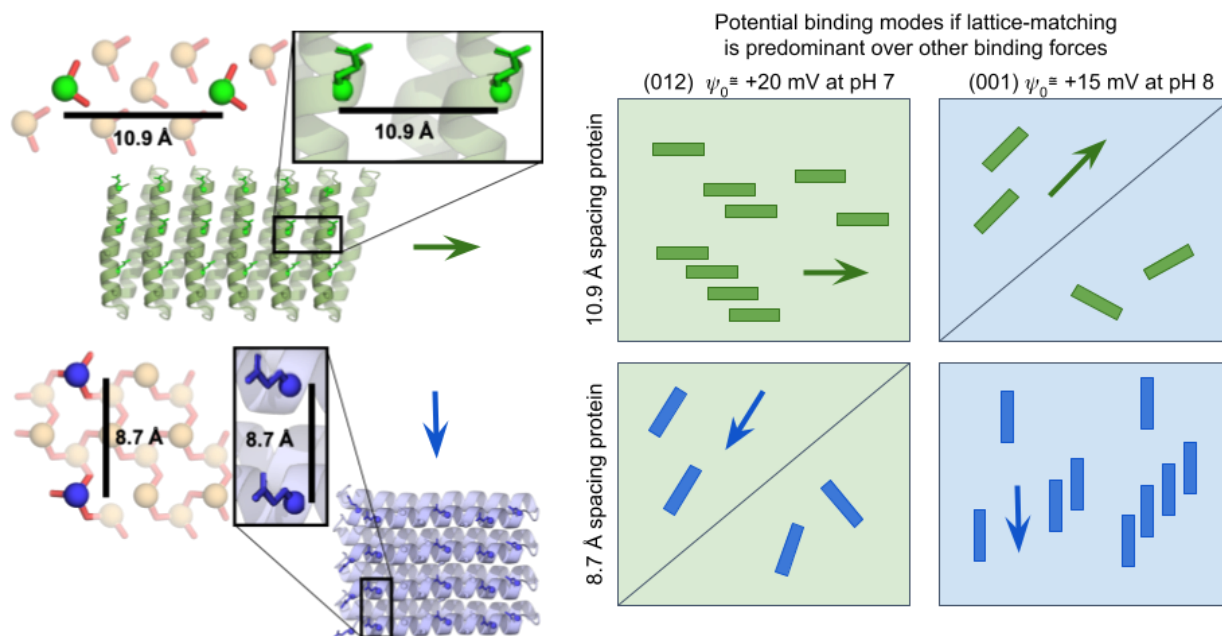 Potential binding modes if lattice-matching
is predominant over other binding forces
(012) ψ₀≅ +20 mV at pH 7
(001) ψ₀≅ +15 mV at pH 8
10.9 Å
10.9 Å
10.9 Å spacing protein
8.7 Å
8.7 Å
8.7 Å spacing protein